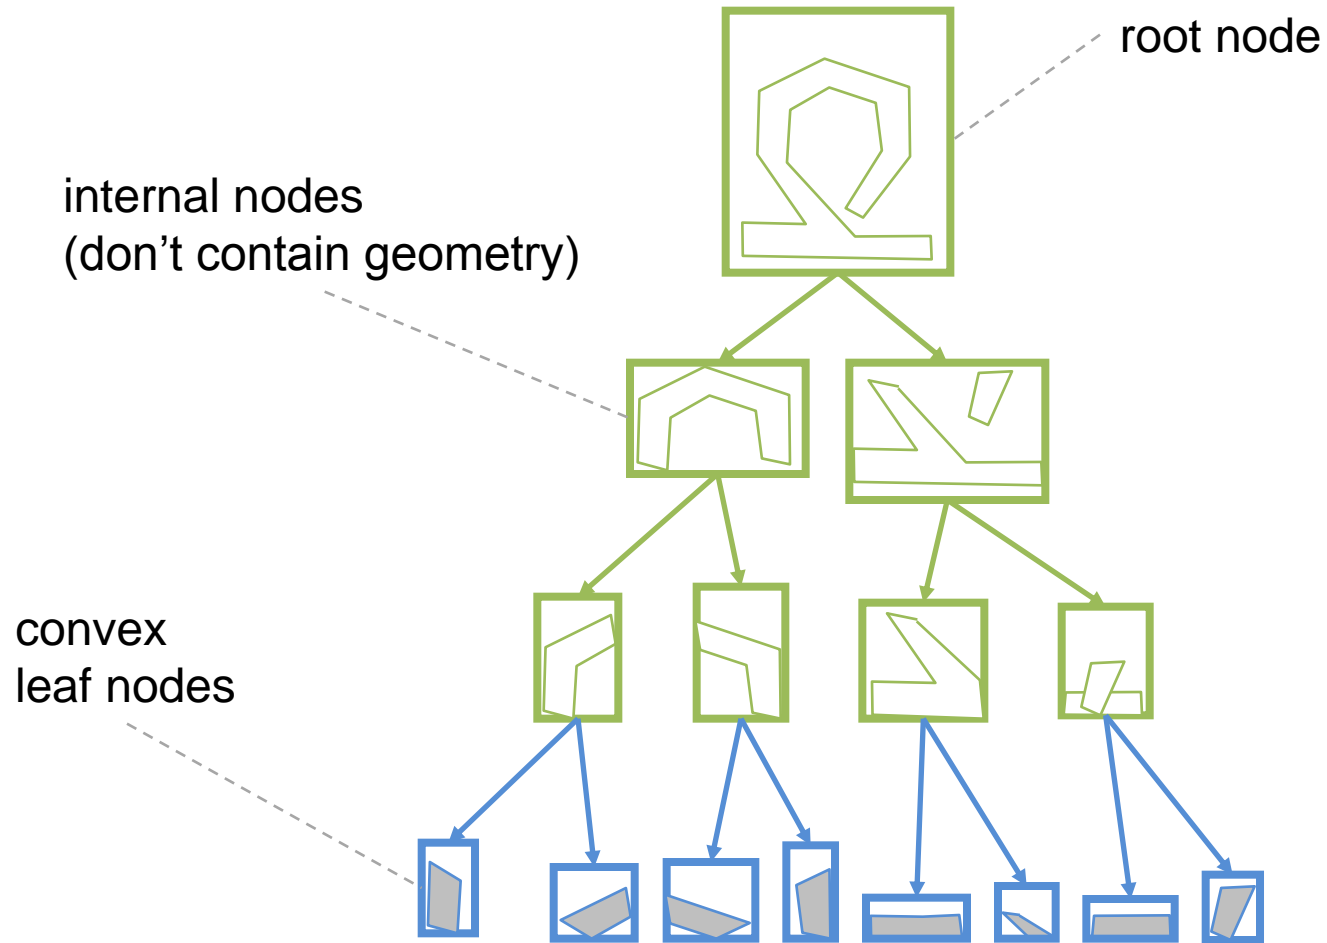 root node
internal nodes
(don’t contain geometry)
convex
leaf nodes